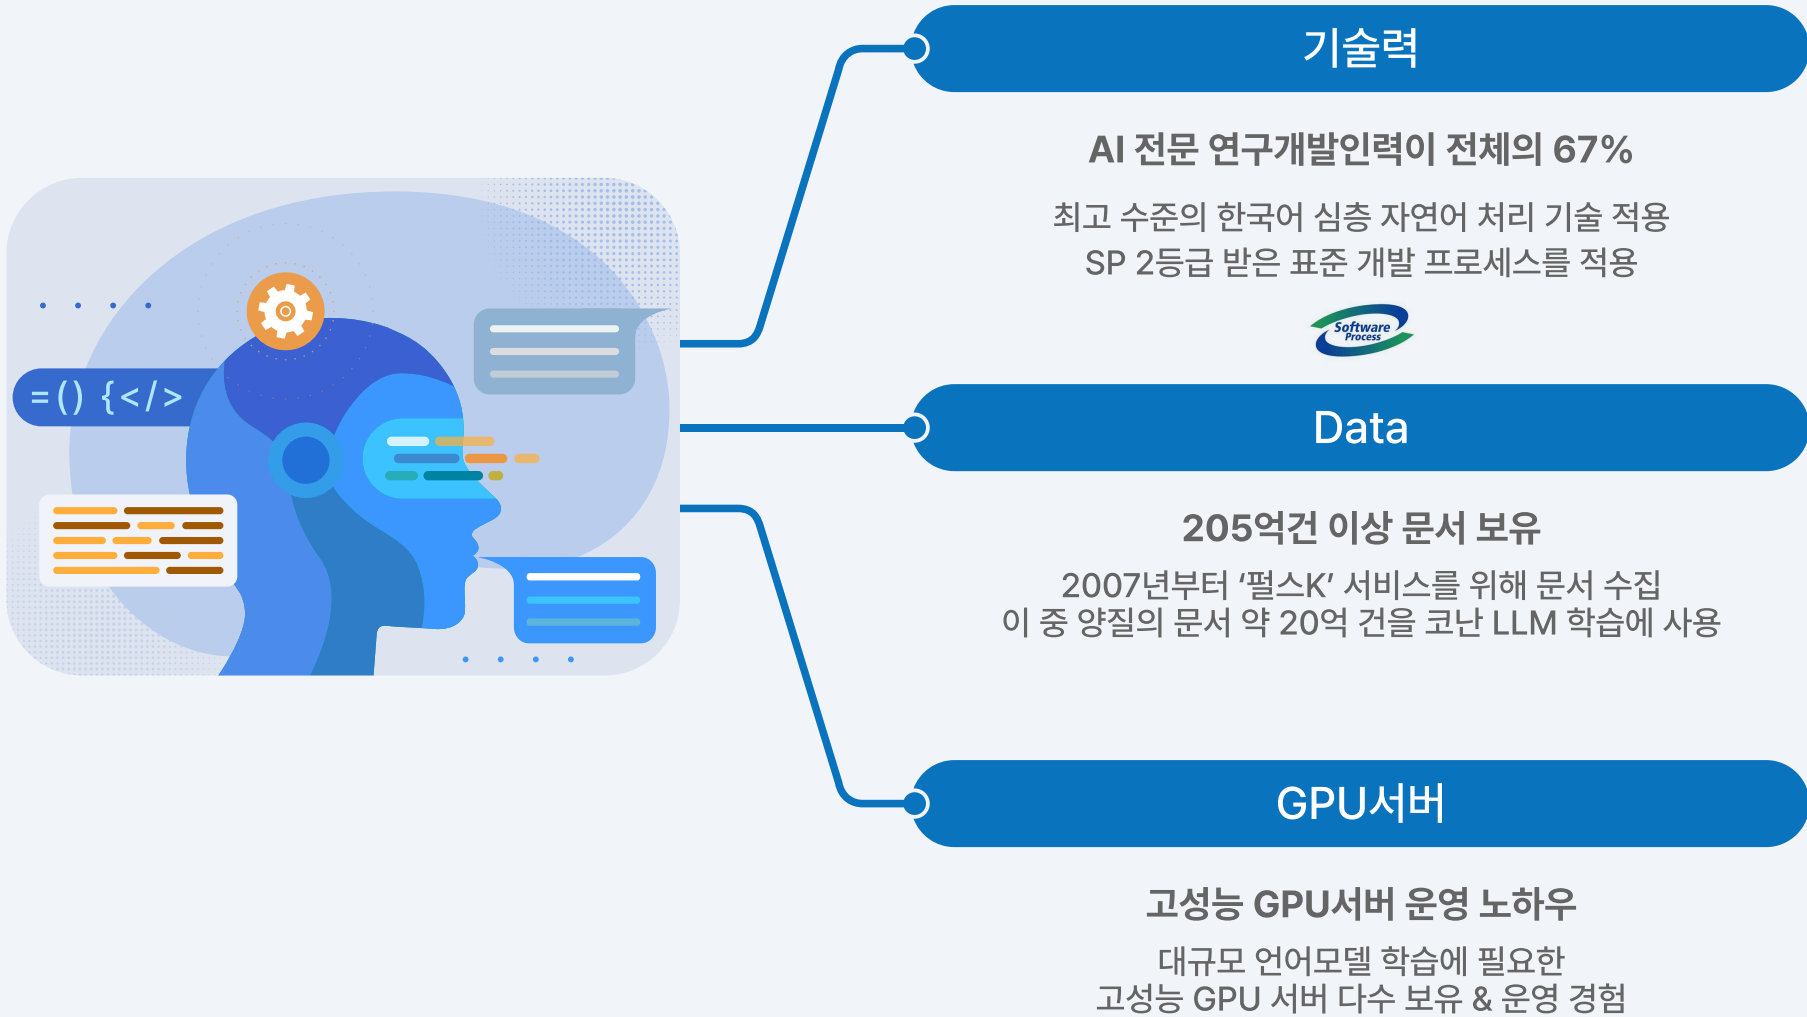 기술력
AI 전문 연구개발인력이 전체의 67%
최고 수준의 한국어 심층 자연어 처리 기술 적용
SP 2등급 받은 표준 개발 프로세스를 적용
Software
Process
=() {</>
Data
205억건 이상 문서 보유
2007년부터 ‘펄스K’ 서비스를 위해 문서 수집
이 중 양질의 문서 약 20억 건을 코난 LLM 학습에 사용
GPU서버
고성능 GPU서버 운영 노하우
대규모 언어모델 학습에 필요한
고성능 GPU 서버 다수 보유 & 운영 경험